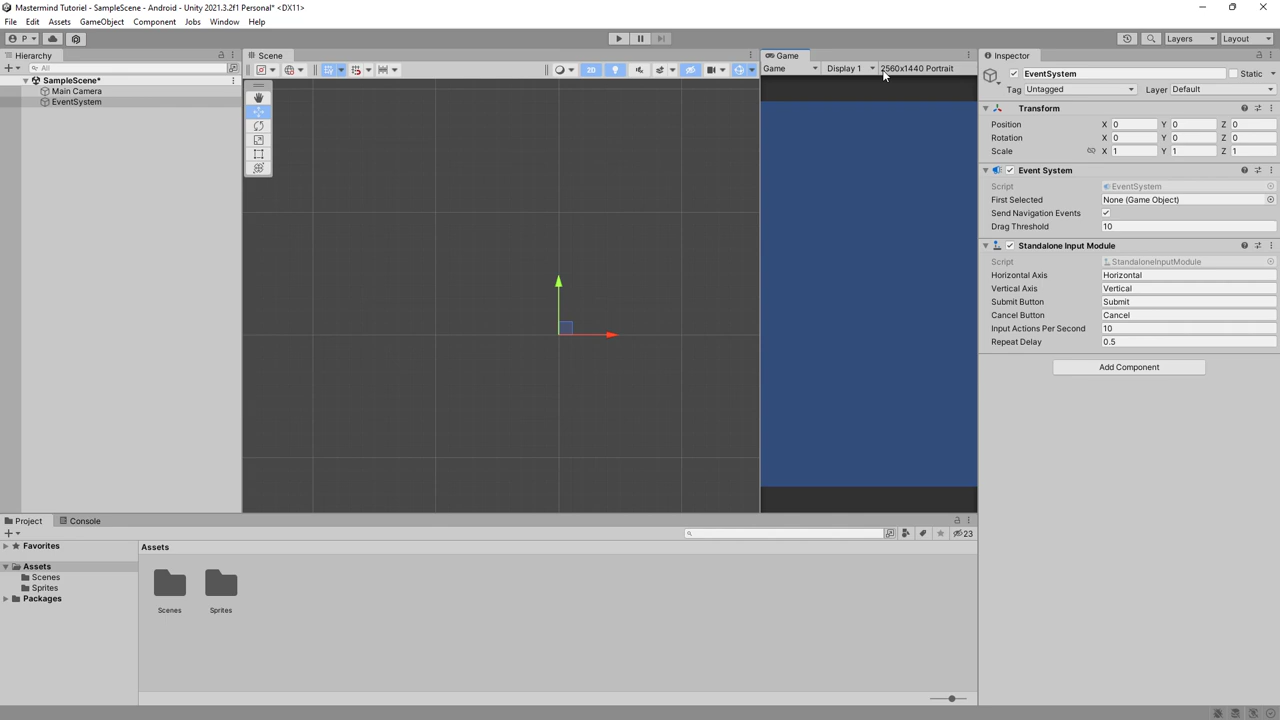 Mastermind Tutoriel - SampleScene - Android - Unity 2021.3.2f1 Personal* <DX11>
File Edit Assets GameObject Component Jobs Window Help
P Layers Layout
Hierarchy Scene Game Inspector
All Game Display 1 2560x1440 Portrait EventSystem Static
SampleScene* 2D
Main Camera Tag Untagged Layer Default
EventSystem
Transform
Position X 0 Y 0 Z 0
Rotation X 0 Y 0 Z 0
Scale X 1 Y 1 Z 1
Event System
Script EventSystem
First Selected None (Game Object)
Send Navigation Events
Drag Threshold 10
Standalone Input Module
Script StandaloneInputModule
Horizontal Axis Horizontal
Vertical Axis Vertical
Submit Button Submit
Cancel Button Cancel
Input Actions Per Second 10
Repeat Delay 0.5
Add Component
Project Console
23
Favorites Assets
Assets
Scenes
Sprites
Packages
Scenes Sprites